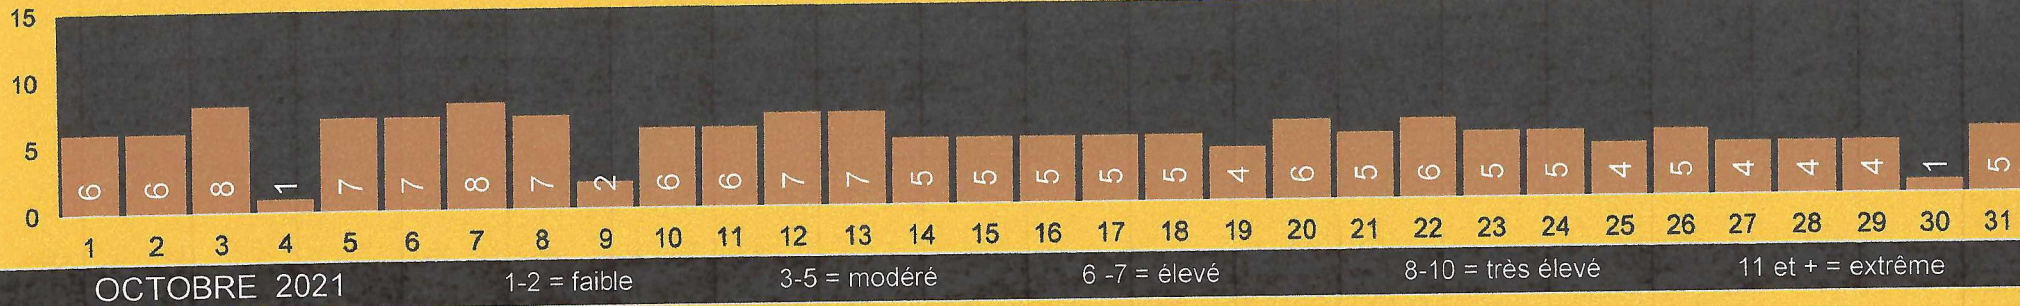 15
10
5
0
6 6 8 1 7 7 8 7 2 6 6 7 7 5 5 5 5 5 4 6 5 6 5 5 4 5 4 4 4 1 5
1 2 3 4 5 6 7 8 9 10 11 12 13 14 15 16 17 18 19 20 21 22 23 24 25 26 27 28 29 30 31
OCTOBRE 2021 1-2 = faible 3-5 = modéré 6 -7 = élevé 8-10 = très élevé 11 et + = extrême